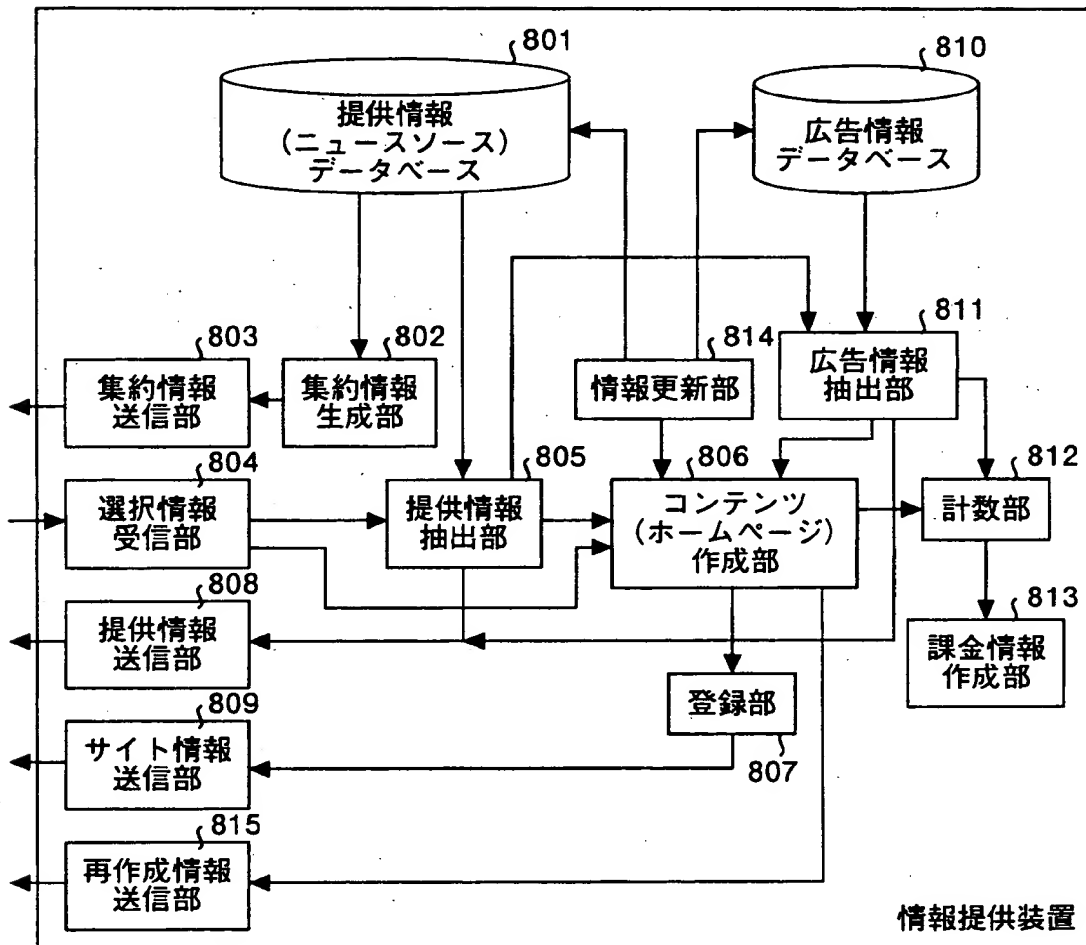 801
提供情報
(ニュースソース)
データベース
810
広告情報
データベース
803
集約情報
送信部
802
集約情報
生成部
814
情報更新部
811
広告情報
抽出部
804
選択情報
受信部
805
提供情報
抽出部
806
コンテンツ
(ホームページ)
作成部
812
計数部
808
提供情報
送信部
813
課金情報
作成部
809
サイト情報
送信部
登録部
807
815
再作成情報
送信部
情報提供装置